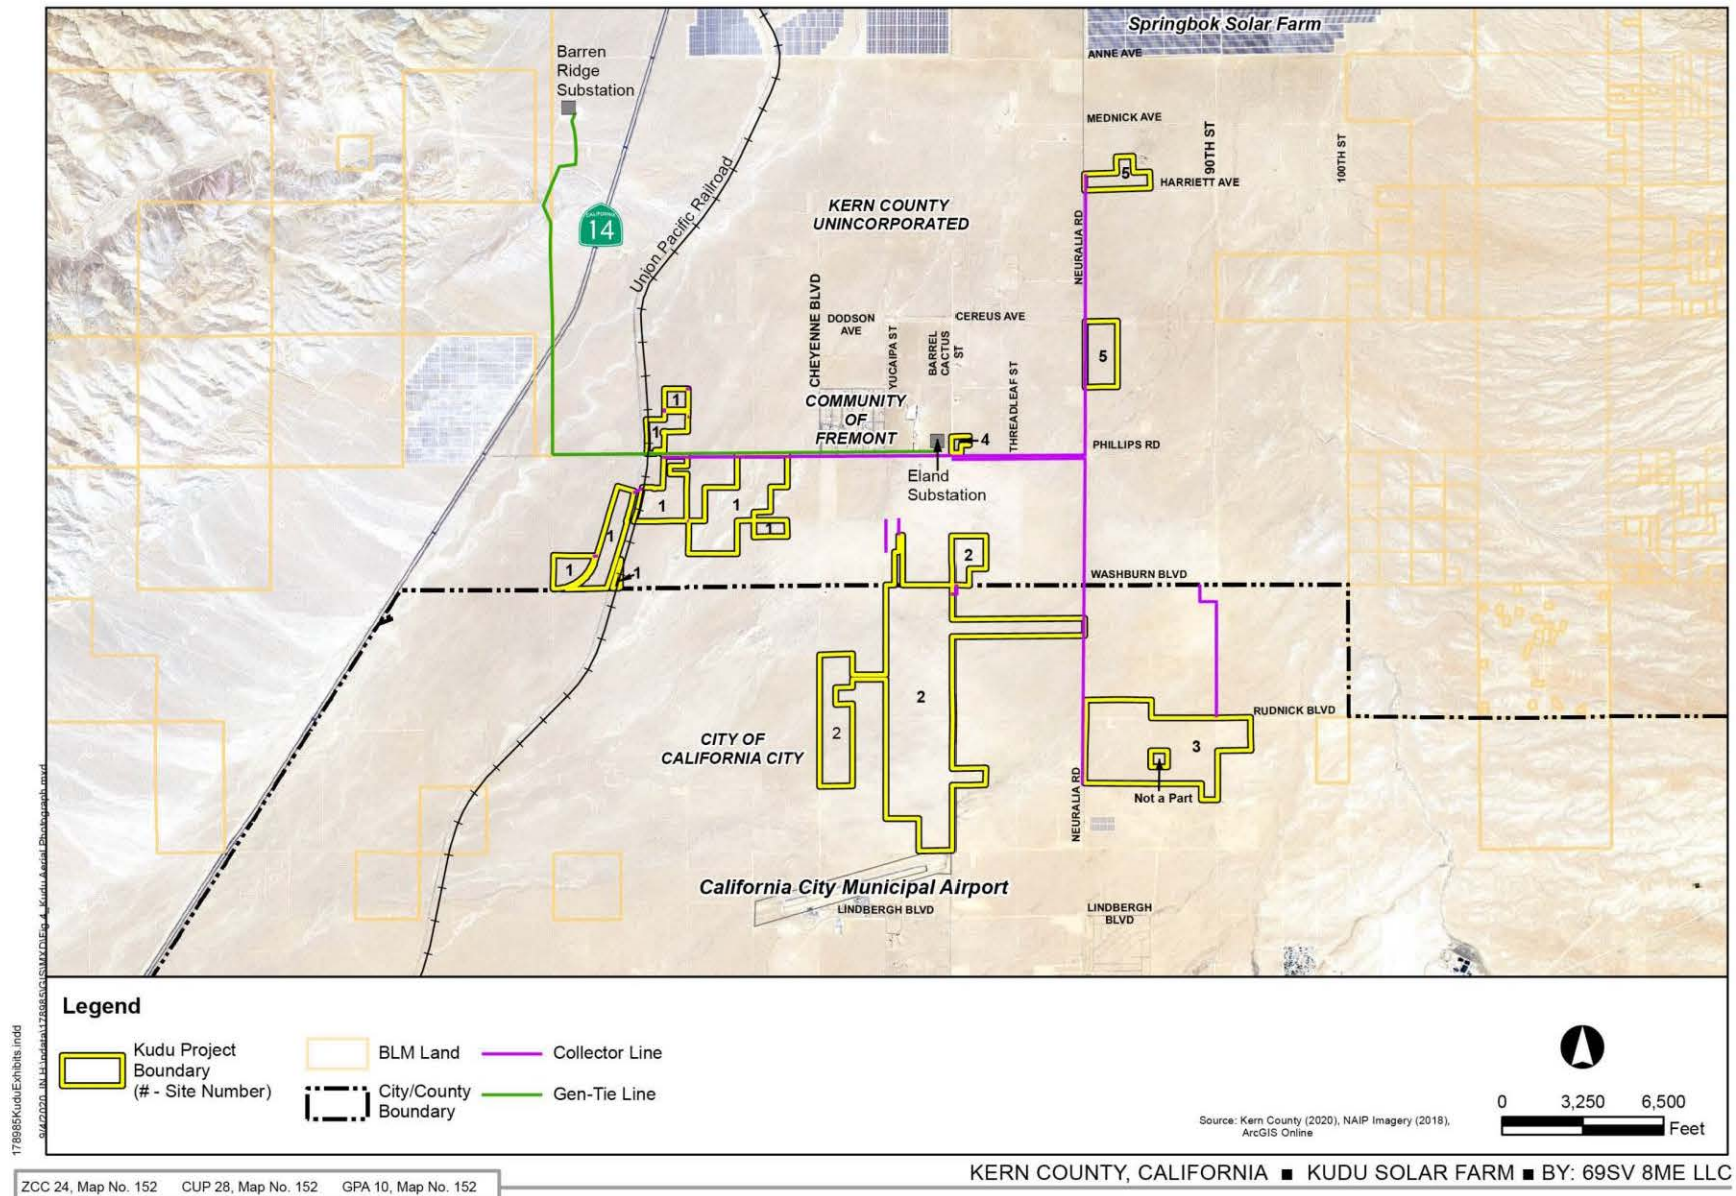 Springbok Solar Farm
ANNE AVE
Barren
Ridge
Substation
MEDNICK AVE
90TH ST
100TH ST
5
HARRIETT AVE
Union Pacific Railroad
KERN COUNTY
UNINCORPORATED
CALIFORNIA
14
NEURALIA RD
CHEYENNE BLVD
DODSON
AVE
YUCAIPA ST
BARREL
CACTUS
ST
CEREUS AVE
THREADLEAF ST
5
1
1
COMMUNITY
OF
FREMONT
4
PHILLIPS RD
Eland
Substation
1
1
1
1
1
1
2
WASHBURN BLVD
2
2
CITY OF
CALIFORNIA CITY
RUDNICK BLVD
3
Not a Part
NEURALIA RD
California City Municipal Airport
LINDBERGH BLVD
LINDBERGH
BLVD
Legend
Kudu Project
Boundary
(# - Site Number)
BLM Land
City/County
Boundary
Collector Line
Gen-Tie Line
0 3,250 6,500
Feet
Source: Kern County (2020), NAIP Imagery (2018),
ArcGIS Online
178985KuduExhibits.indd
KERN COUNTY, CALIFORNIA ■ KUDU SOLAR FARM ■ BY: 69SV 8ME LLC
ZCC 24, Map No. 152 CUP 28, Map No. 152 GPA 10, Map No. 152